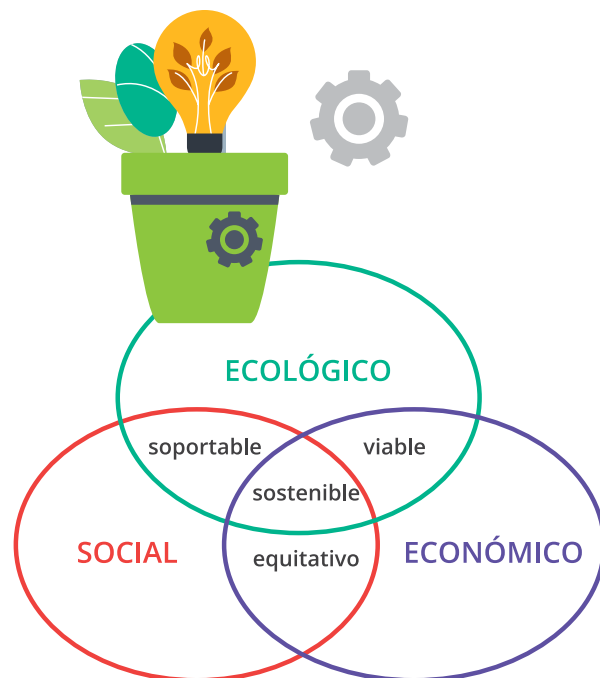 ECOLÓGICO
soportable
viable
sostenible
SOCIAL
equitativo
ECONÓMICO